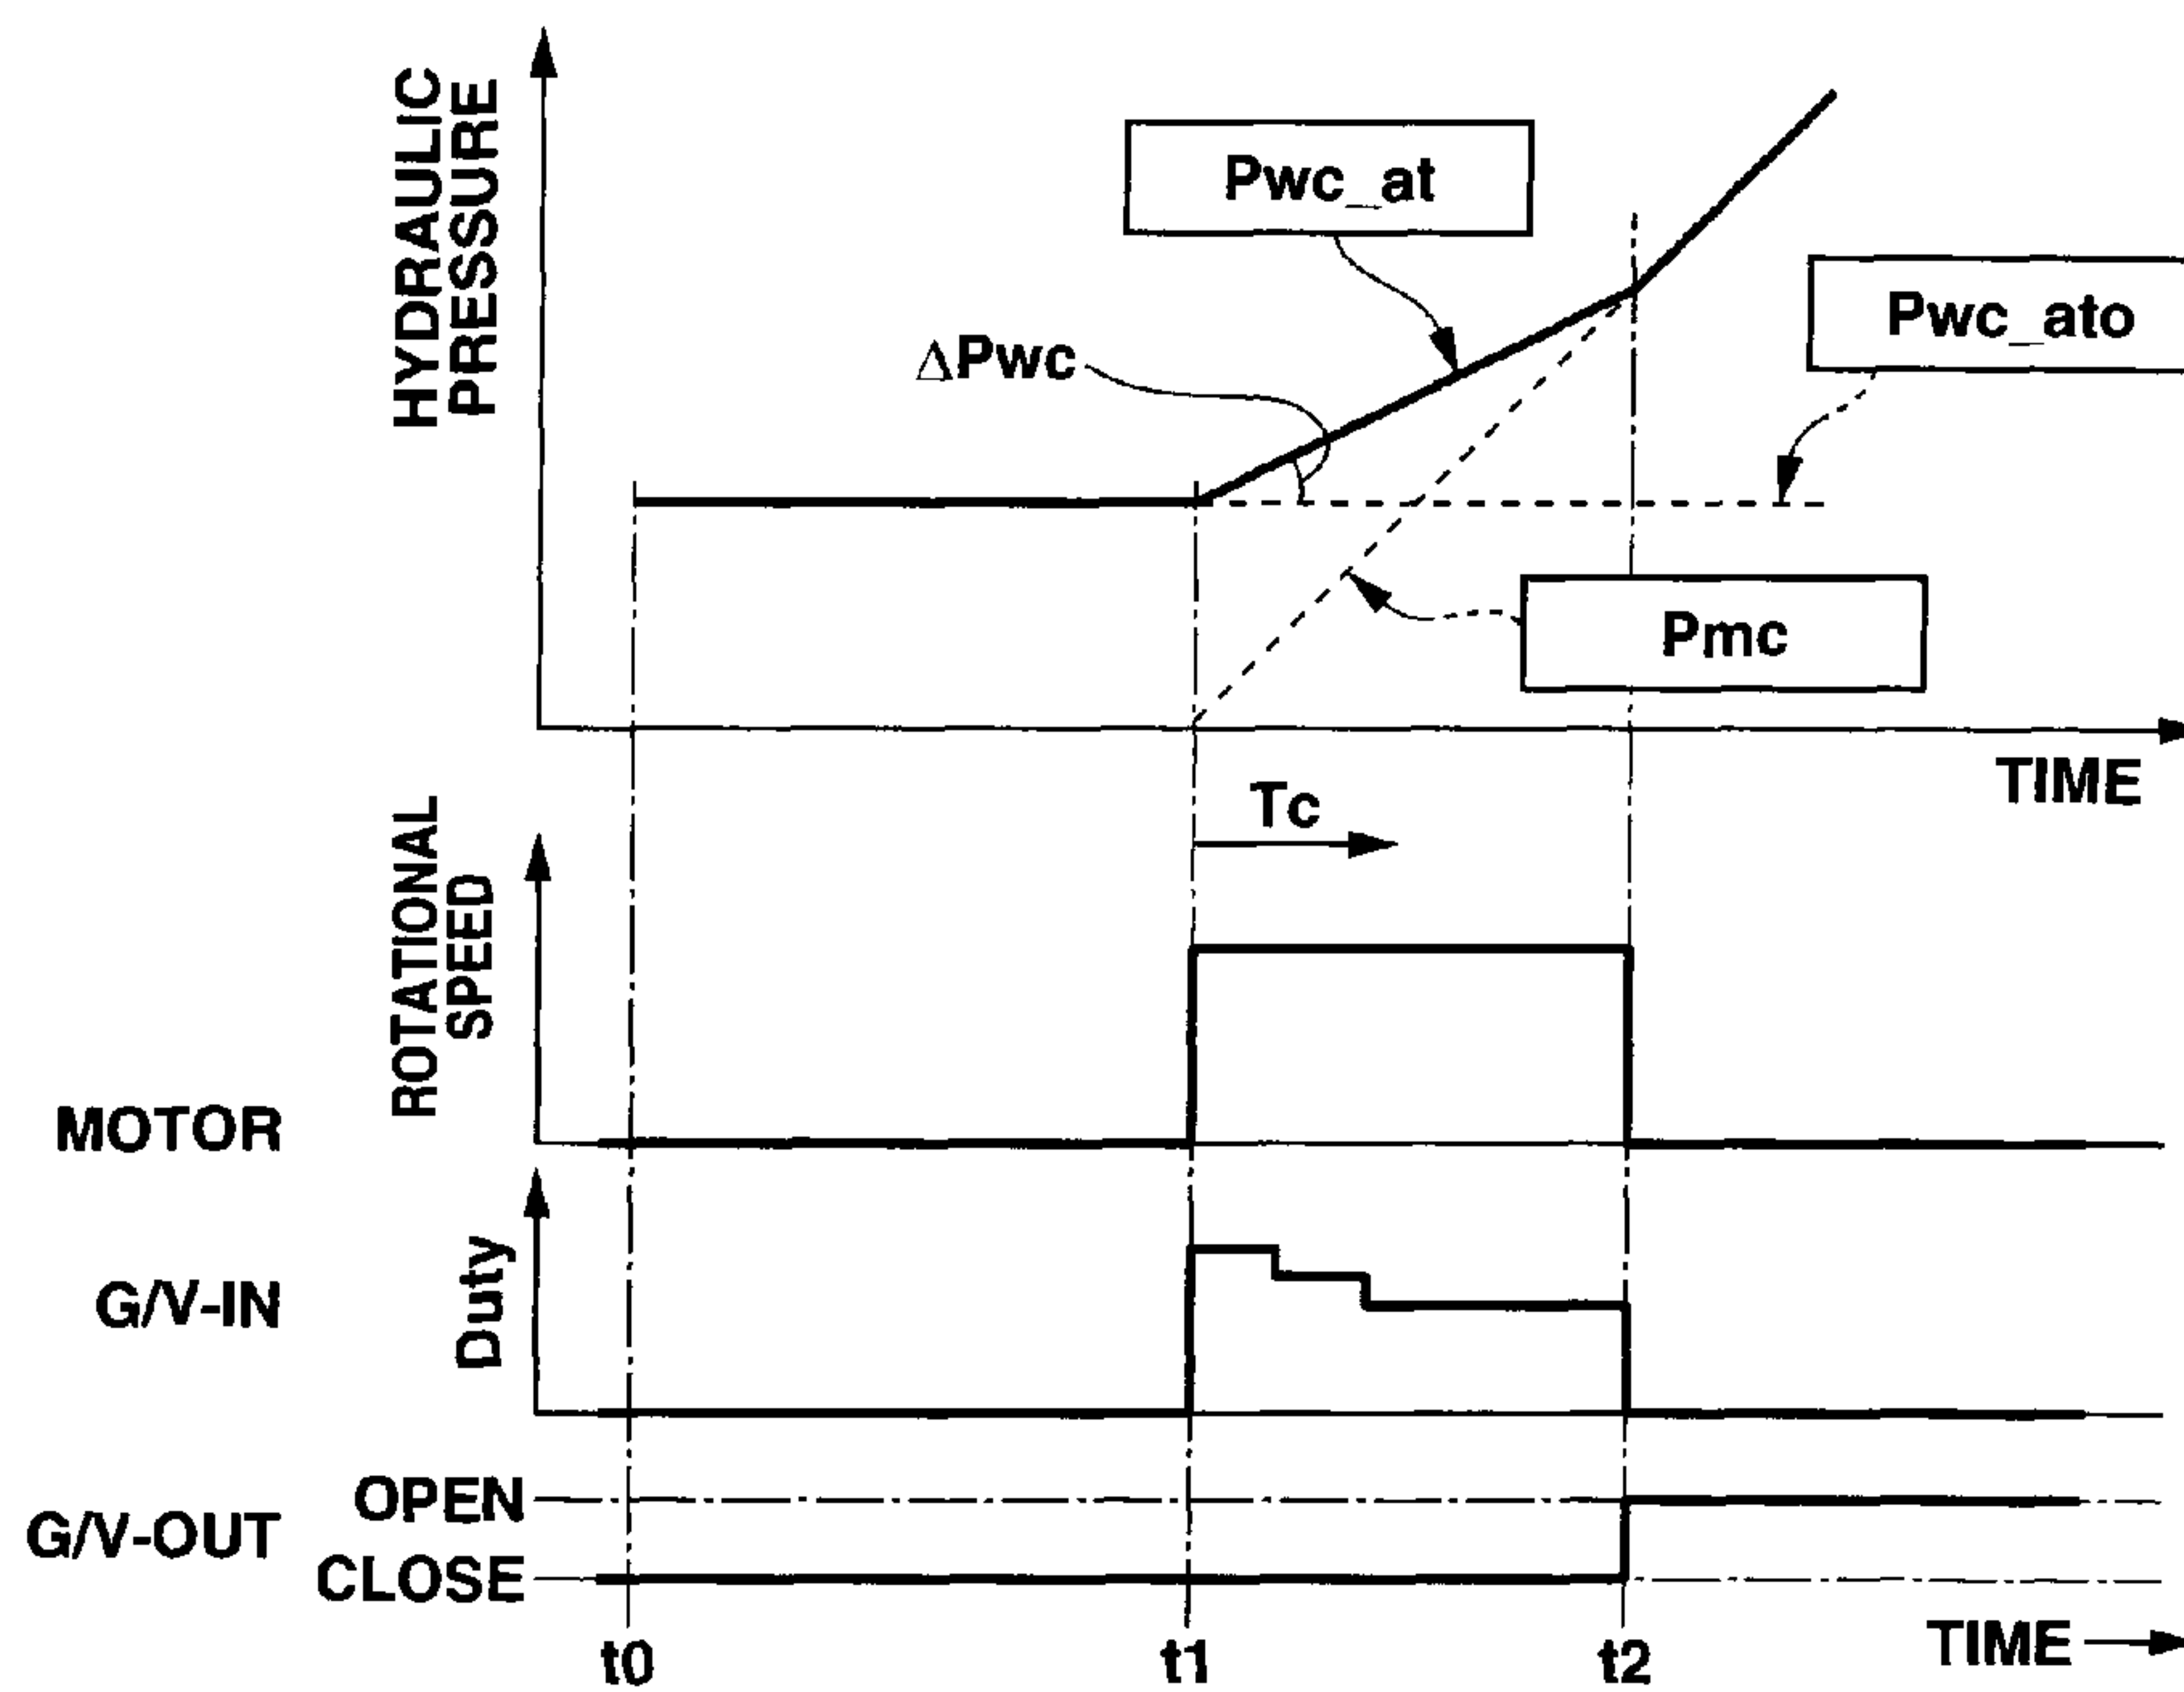 HYDRAULIC
PRESSURE
Pwc_at
Pwc_ato
ΔPwc
Pmc
TIME
Tc
ROTATIONAL
SPEED
MOTOR
Duty
G/V-IN
OPEN
G/V-OUT
CLOSE
TIME
t0
t1
t2